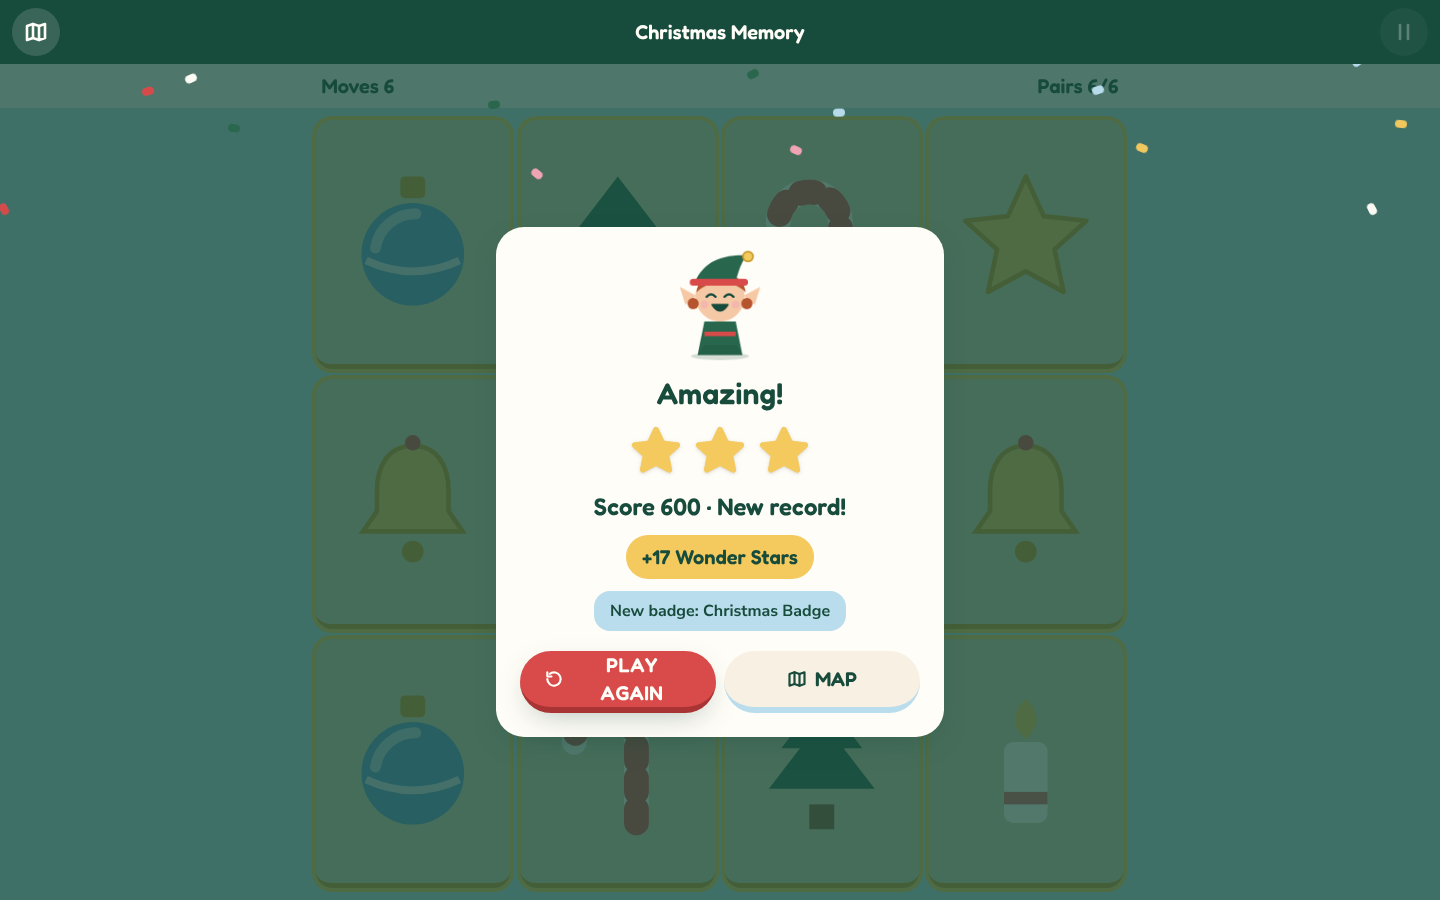 Christmas Memory
Moves 6
Pairs 6/6
Amazing!
Score 600 · New record!
+17 Wonder Stars
New badge: Christmas Badge
PLAY
AGAIN
MAP